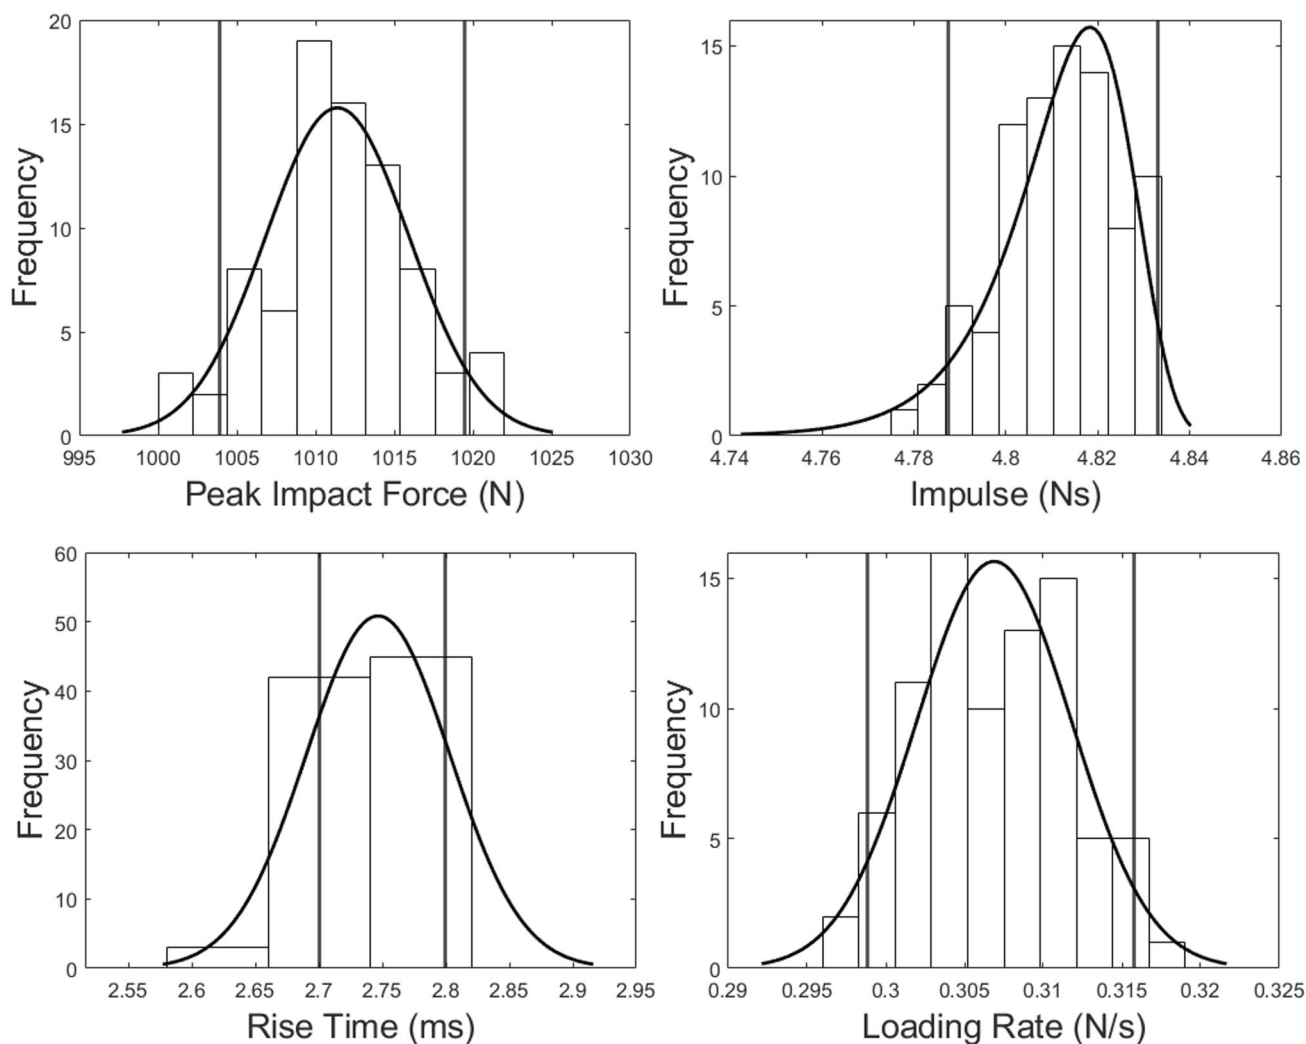 20
15
10
5
0
Frequency
995 1000 1005 1010 1015 1020 1025 1030
Peak Impact Force (N)
15
10
5
0
Frequency
4.74 4.76 4.78 4.8 4.82 4.84 4.86
Impulse (Ns)
60
50
40
30
20
10
0
Frequency
2.55 2.6 2.65 2.7 2.75 2.8 2.85 2.9 2.95
Rise Time (ms)
15
10
5
0
Frequency
0.29 0.295 0.3 0.305 0.31 0.315 0.32 0.325
Loading Rate (N/s)